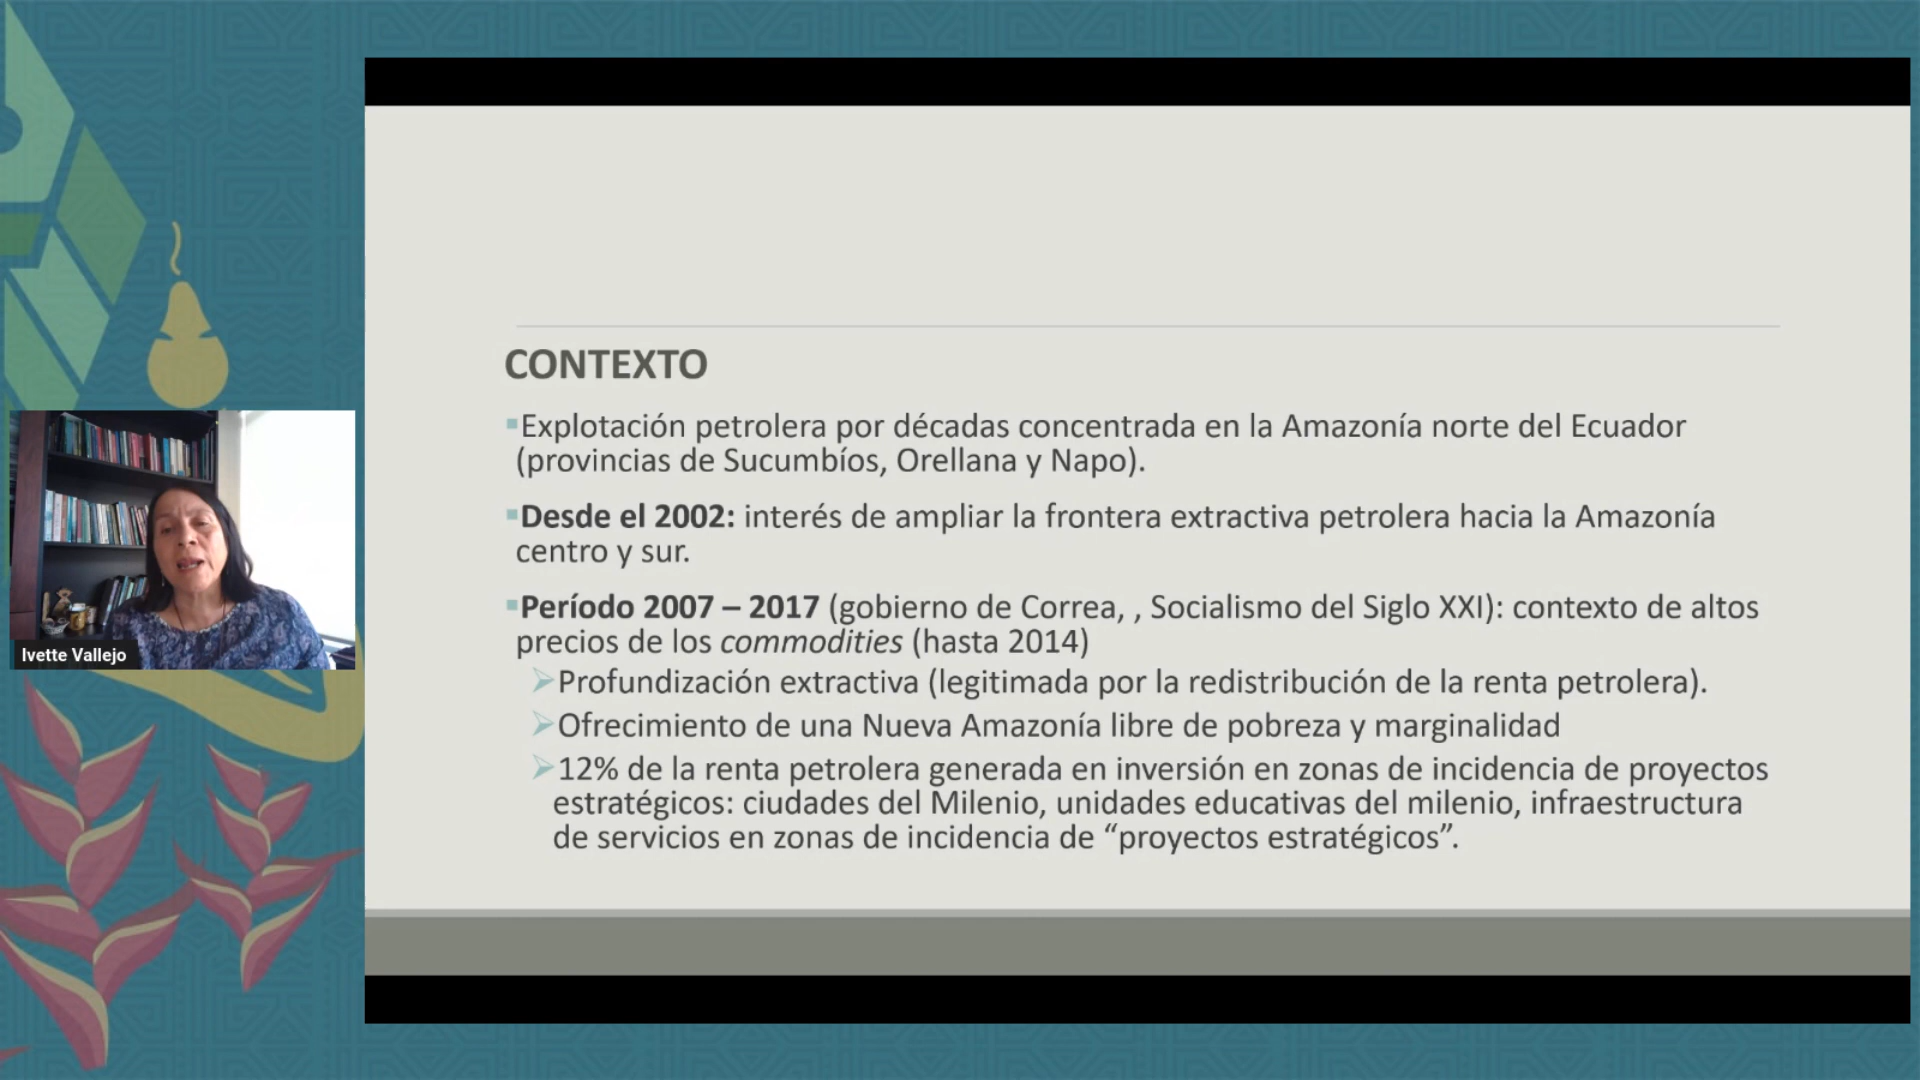 CONTEXTO
▪Explotación petrolera por décadas concentrada en la Amazonía norte del Ecuador
(provincias de Sucumbíos, Orellana y Napo).
▪Desde el 2002: interés de ampliar la frontera extractiva petrolera hacia la Amazonía
centro y sur.
▪Período 2007 – 2017 (gobierno de Correa, , Socialismo del Siglo XXI): contexto de altos
precios de los commodities (hasta 2014)
➢Profundización extractiva (legitimada por la redistribución de la renta petrolera).
➢Ofrecimiento de una Nueva Amazonía libre de pobreza y marginalidad
➢12% de la renta petrolera generada en inversión en zonas de incidencia de proyectos
estratégicos: ciudades del Milenio, unidades educativas del milenio, infraestructura
de servicios en zonas de incidencia de “proyectos estratégicos”.
Ivette Vallejo